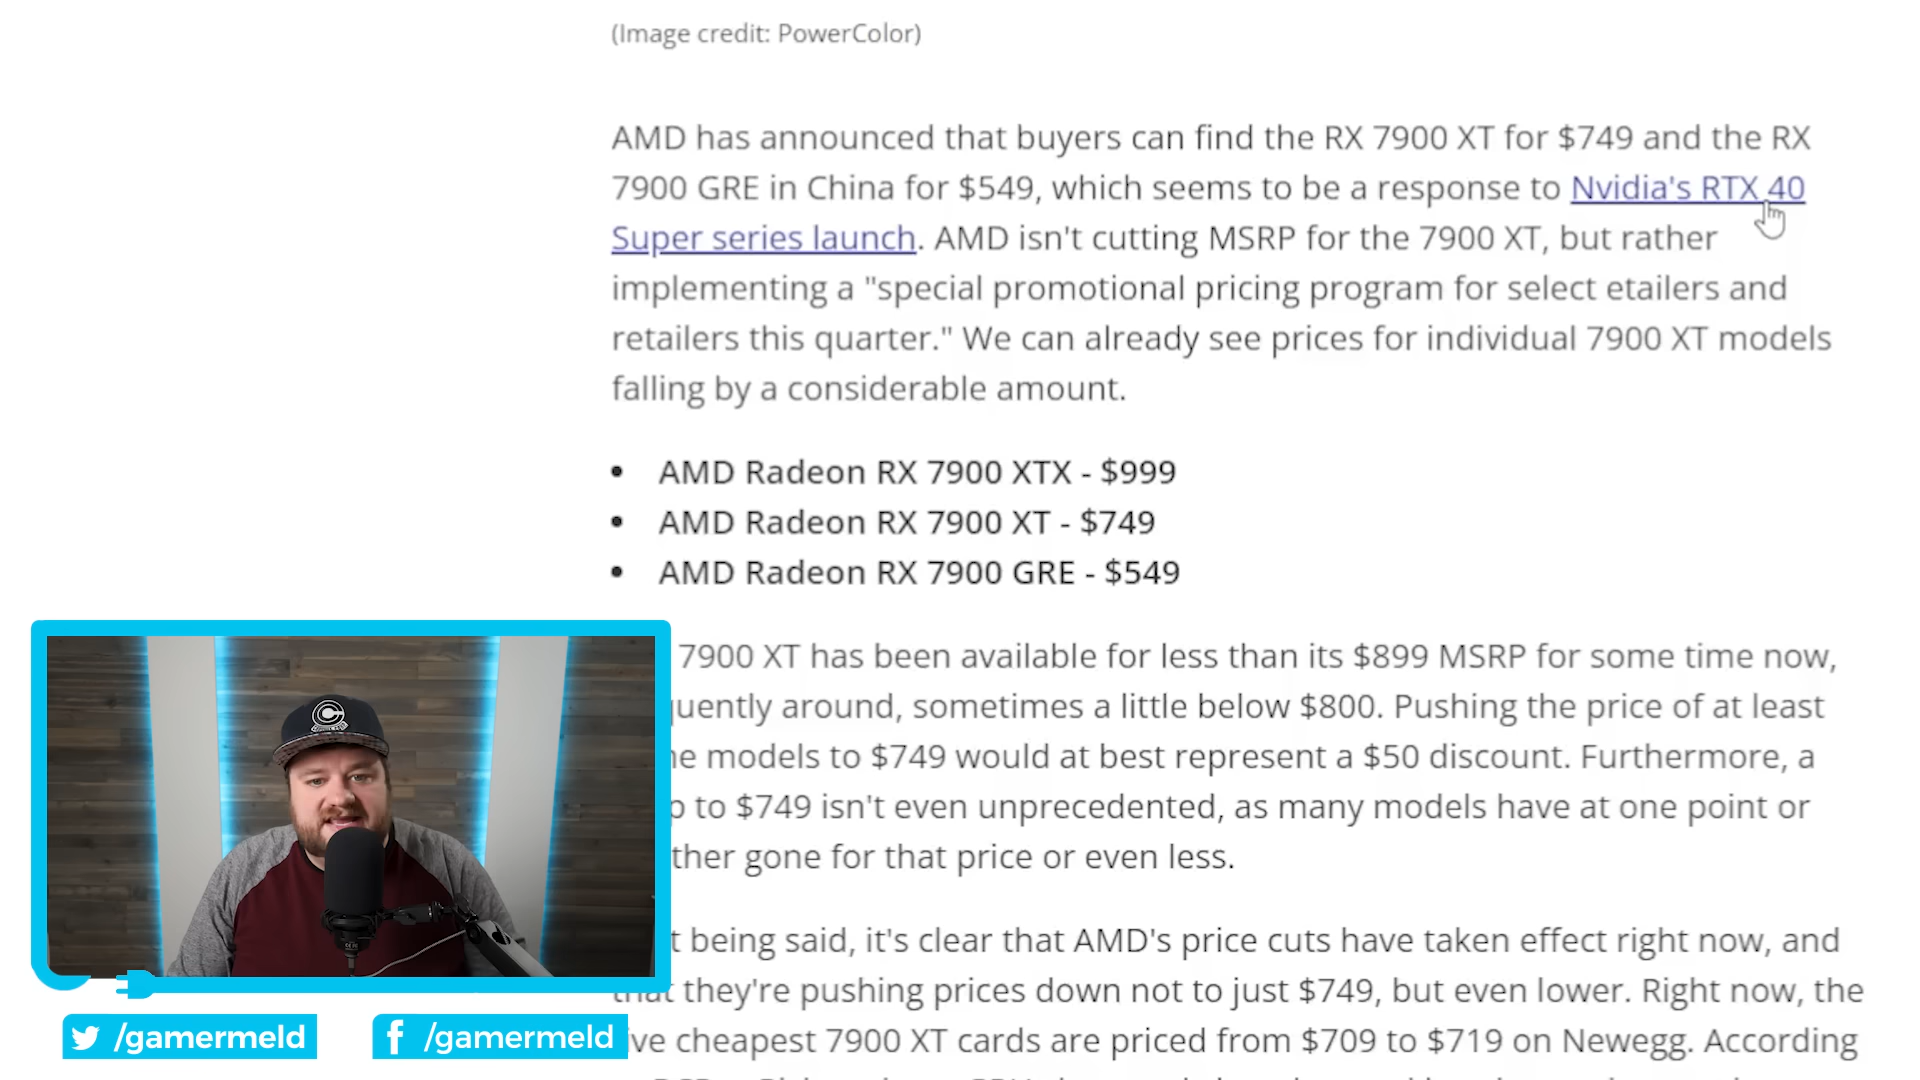 (Image credit: PowerColor)
AMD has announced that buyers can find the RX 7900 XT for $749 and the RX
7900 GRE in China for $549, which seems to be a response to Nvidia's RTX 40
Super series launch. AMD isn't cutting MSRP for the 7900 XT, but rather
implementing a "special promotional pricing program for select etailers and
retailers this quarter." We can already see prices for individual 7900 XT models
falling by a considerable amount.
• AMD Radeon RX 7900 XTX - $999
• AMD Radeon RX 7900 XT - $749
• AMD Radeon RX 7900 GRE - $549
7900 XT has been available for less than its $899 MSRP for some time now,
quently around, sometimes a little below $800. Pushing the price of at least
e models to $749 would at best represent a $50 discount. Furthermore, a
p to $749 isn't even unprecedented, as many models have at one point or
ther gone for that price or even less.
t being said, it's clear that AMD's price cuts have taken effect right now, and
that they're pushing prices down not to just $749, but even lower. Right now, the
ive cheapest 7900 XT cards are priced from $709 to $719 on Newegg. According
/gamermeld
/gamermeld